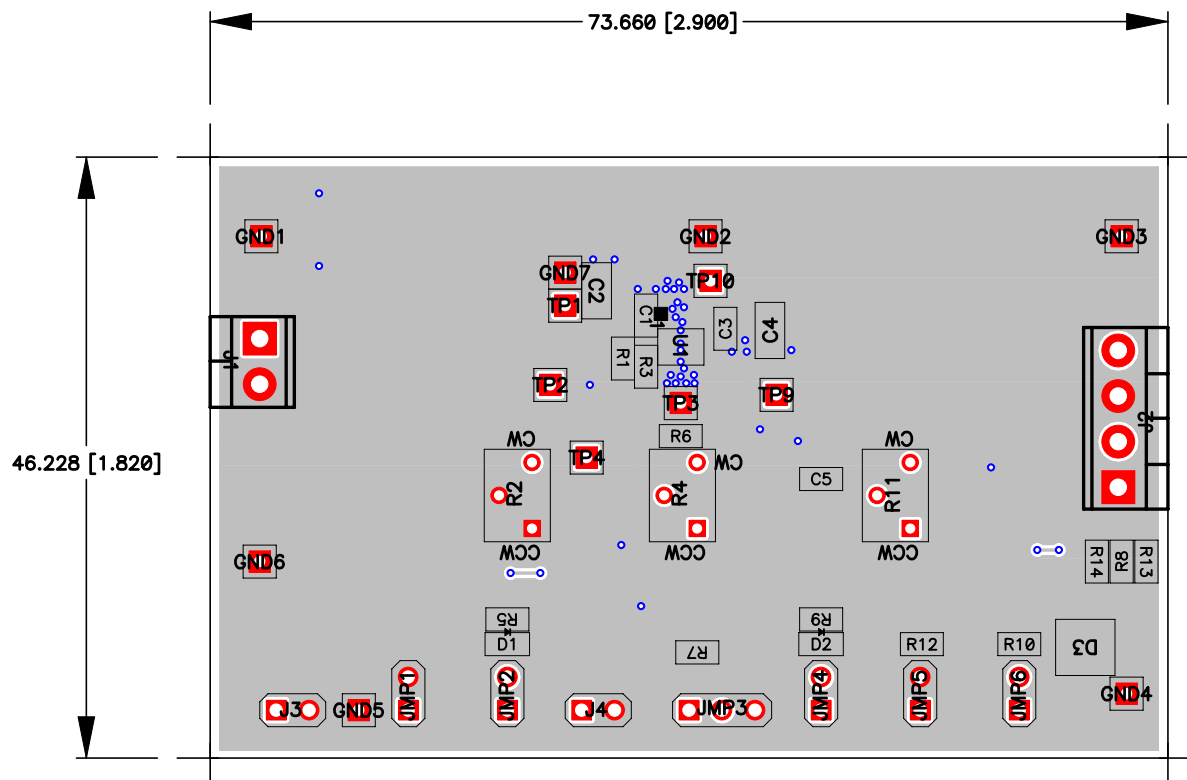 73.660 [2.900]
46.228 [1.820]
GND1
GND2
GND3
GND7
C2
TP10
TP1
C1
1
C3
C4
U1
J1
R1
R3
TP2
TP3
TP9
J2
CW
R6
CW
TP4
CW
C5
R2
R4
R11
CCW
CCW
CCW
GND6
R14
R8
R13
R5
R9
D1
R7
D2
R12
R10
D3
JMP1
JMP2
JMP4
JMP5
JMP6
GND4
J3
GND5
J4
JMP3